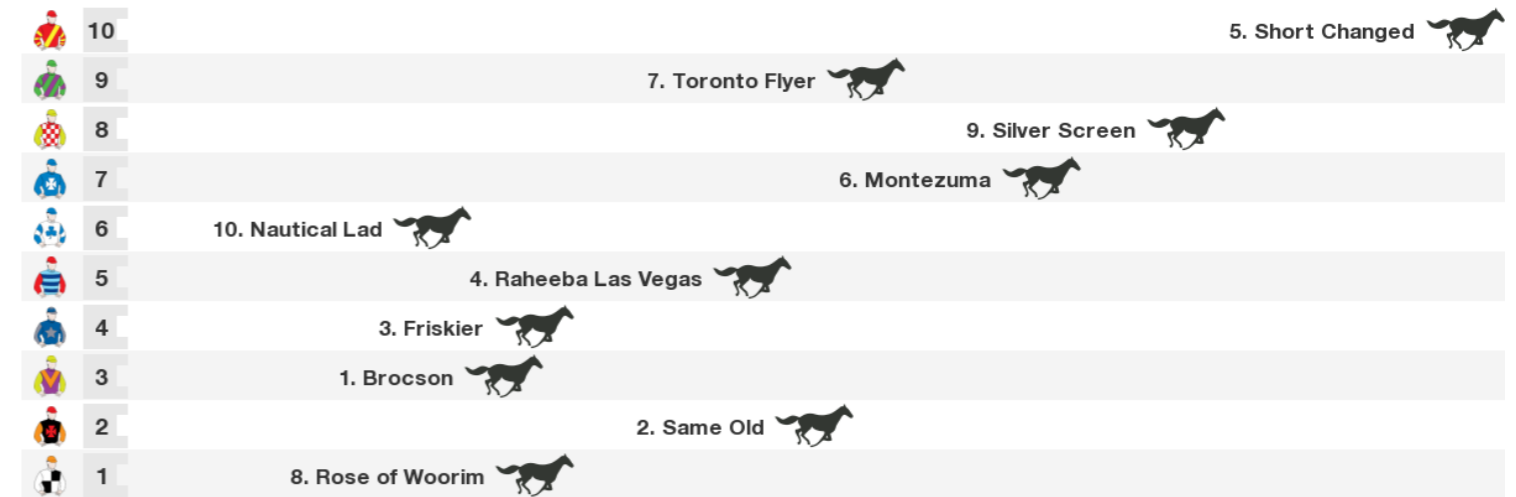 10 5. Short Changed
9 7. Toronto Flyer
8 9. Silver Screen
7 6. Montezuma
6 10. Nautical Lad
5 4. Raheeba Las Vegas
4 3. Friskier
3 1. Brocson
2 2. Same Old
1 8. Rose of Woorim